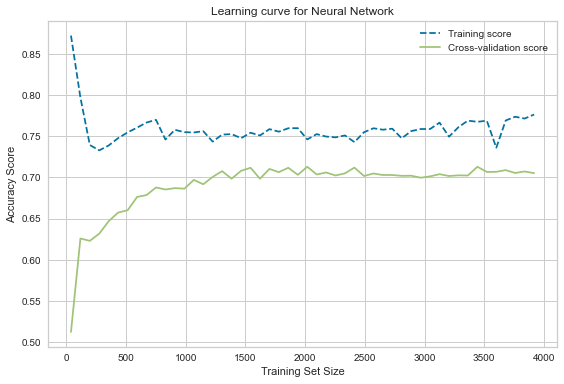 Learning curve for Neural Network
Training score
Cross-validation score
Accuracy Score
0.85
0.80
0.75
0.70
0.65
0.60
0.55
0.50
0 500 1000 1500 2000 2500 3000 3500 4000
Training Set Size